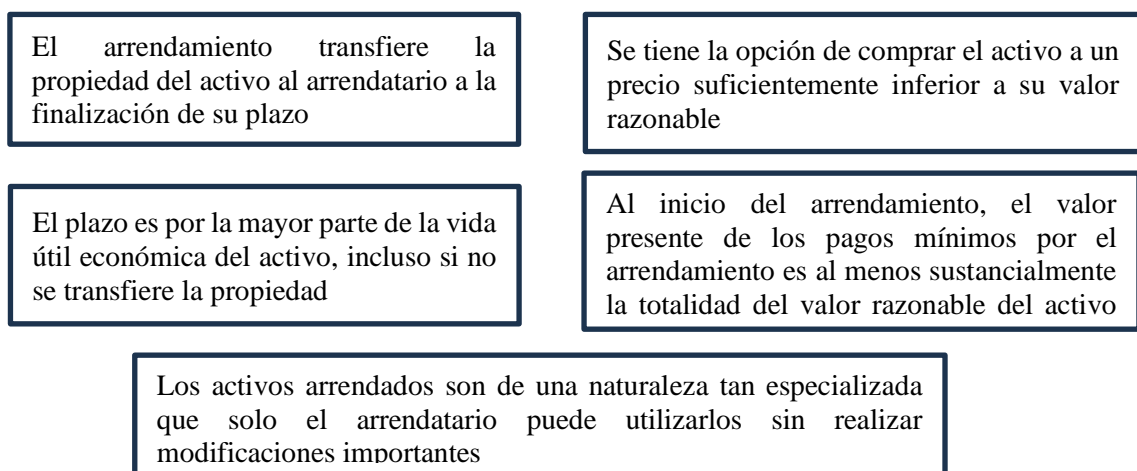 El arrendamiento transfiere la
propiedad del activo al arrendatario a la
finalización de su plazo
Se tiene la opción de comprar el activo a un
precio suficientemente inferior a su valor
razonable
El plazo es por la mayor parte de la vida
útil económica del activo, incluso si no
se transfiere la propiedad
Al inicio del arrendamiento, el valor
presente de los pagos mínimos por el
arrendamiento es al menos sustancialmente
la totalidad del valor razonable del activo
Los activos arrendados son de una naturaleza tan especializada
que solo el arrendatario puede utilizarlos sin realizar
modificaciones importantes